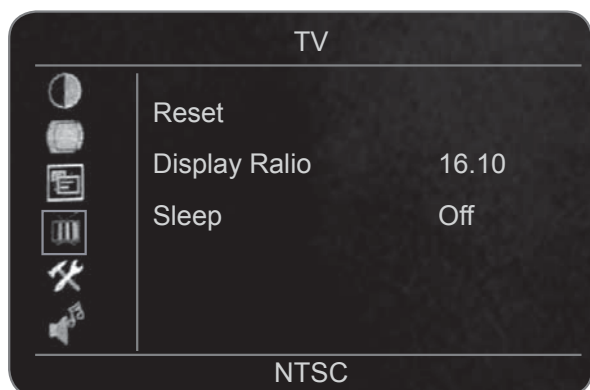 TV
Reset
Display Ralio 16.10
Sleep Off
NTSC